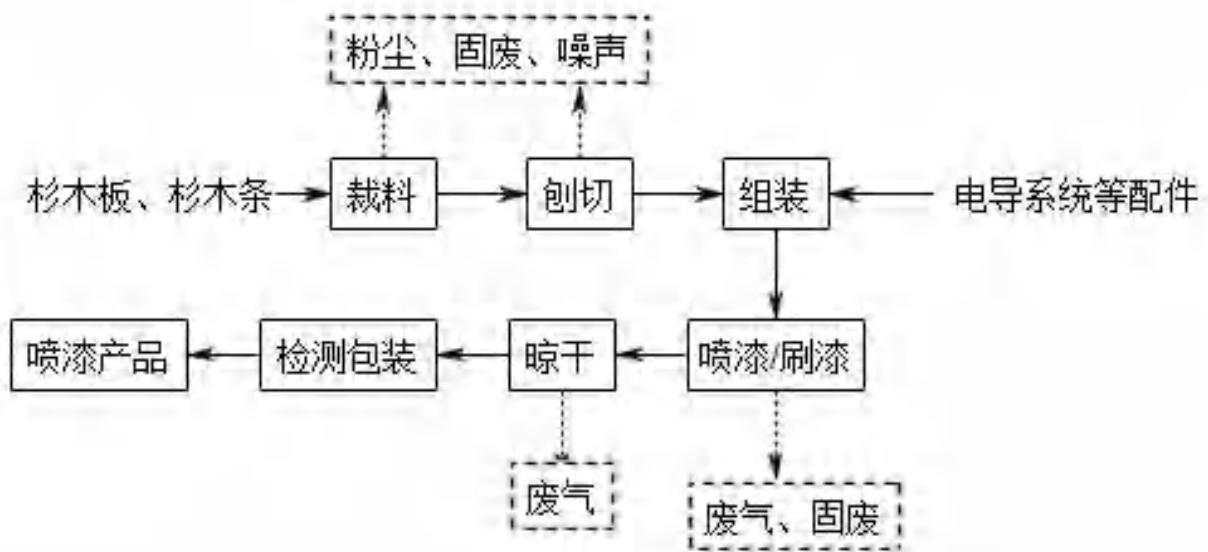 粉尘、固废、噪声
杉木板、杉木条
裁料
刨切
组装
电导系统等配件
喷漆产品
检测包装
晾干
喷漆/刷漆
废气
废气、固废